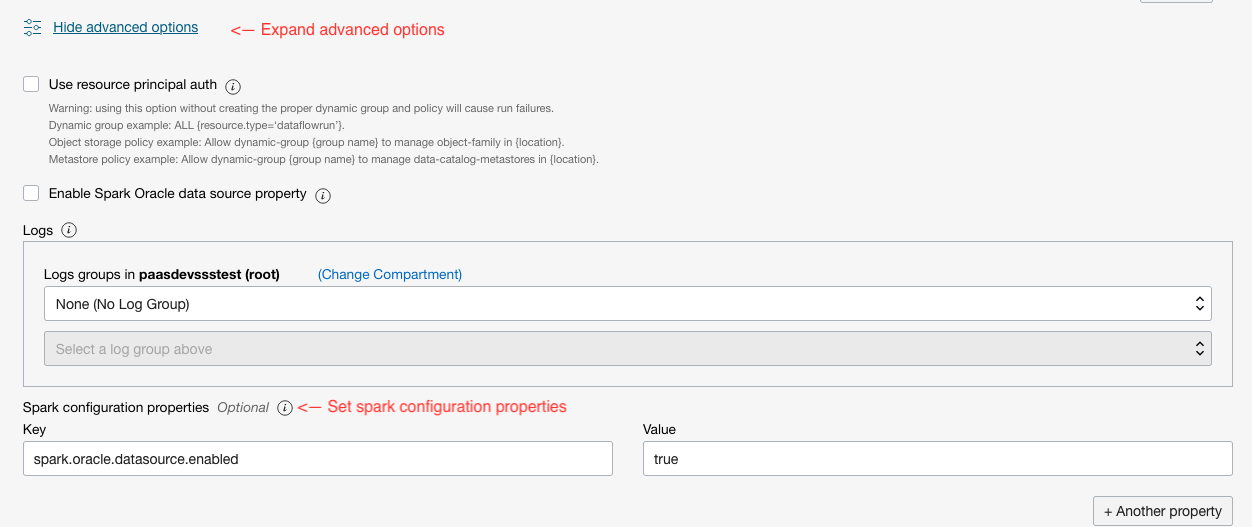 Hide advanced options <— Expand advanced options
Use resource principal auth i
Warning: using this option without creating the proper dynamic group and policy will cause run failures.
Dynamic group example: ALL {resource.type=‘dataflowrun’}.
Object storage policy example: Allow dynamic-group {group name} to manage object-family in {location}.
Metastore policy example: Allow dynamic-group {group name} to manage data-catalog-metastores in {location}.
Enable Spark Oracle data source property i
Logs i
Logs groups in paasdevssstest (root) (Change Compartment)
None (No Log Group)
Select a log group above
Spark configuration properties Optional i <— Set spark configuration properties
Key Value
spark.oracle.datasource.enabled true
+ Another property